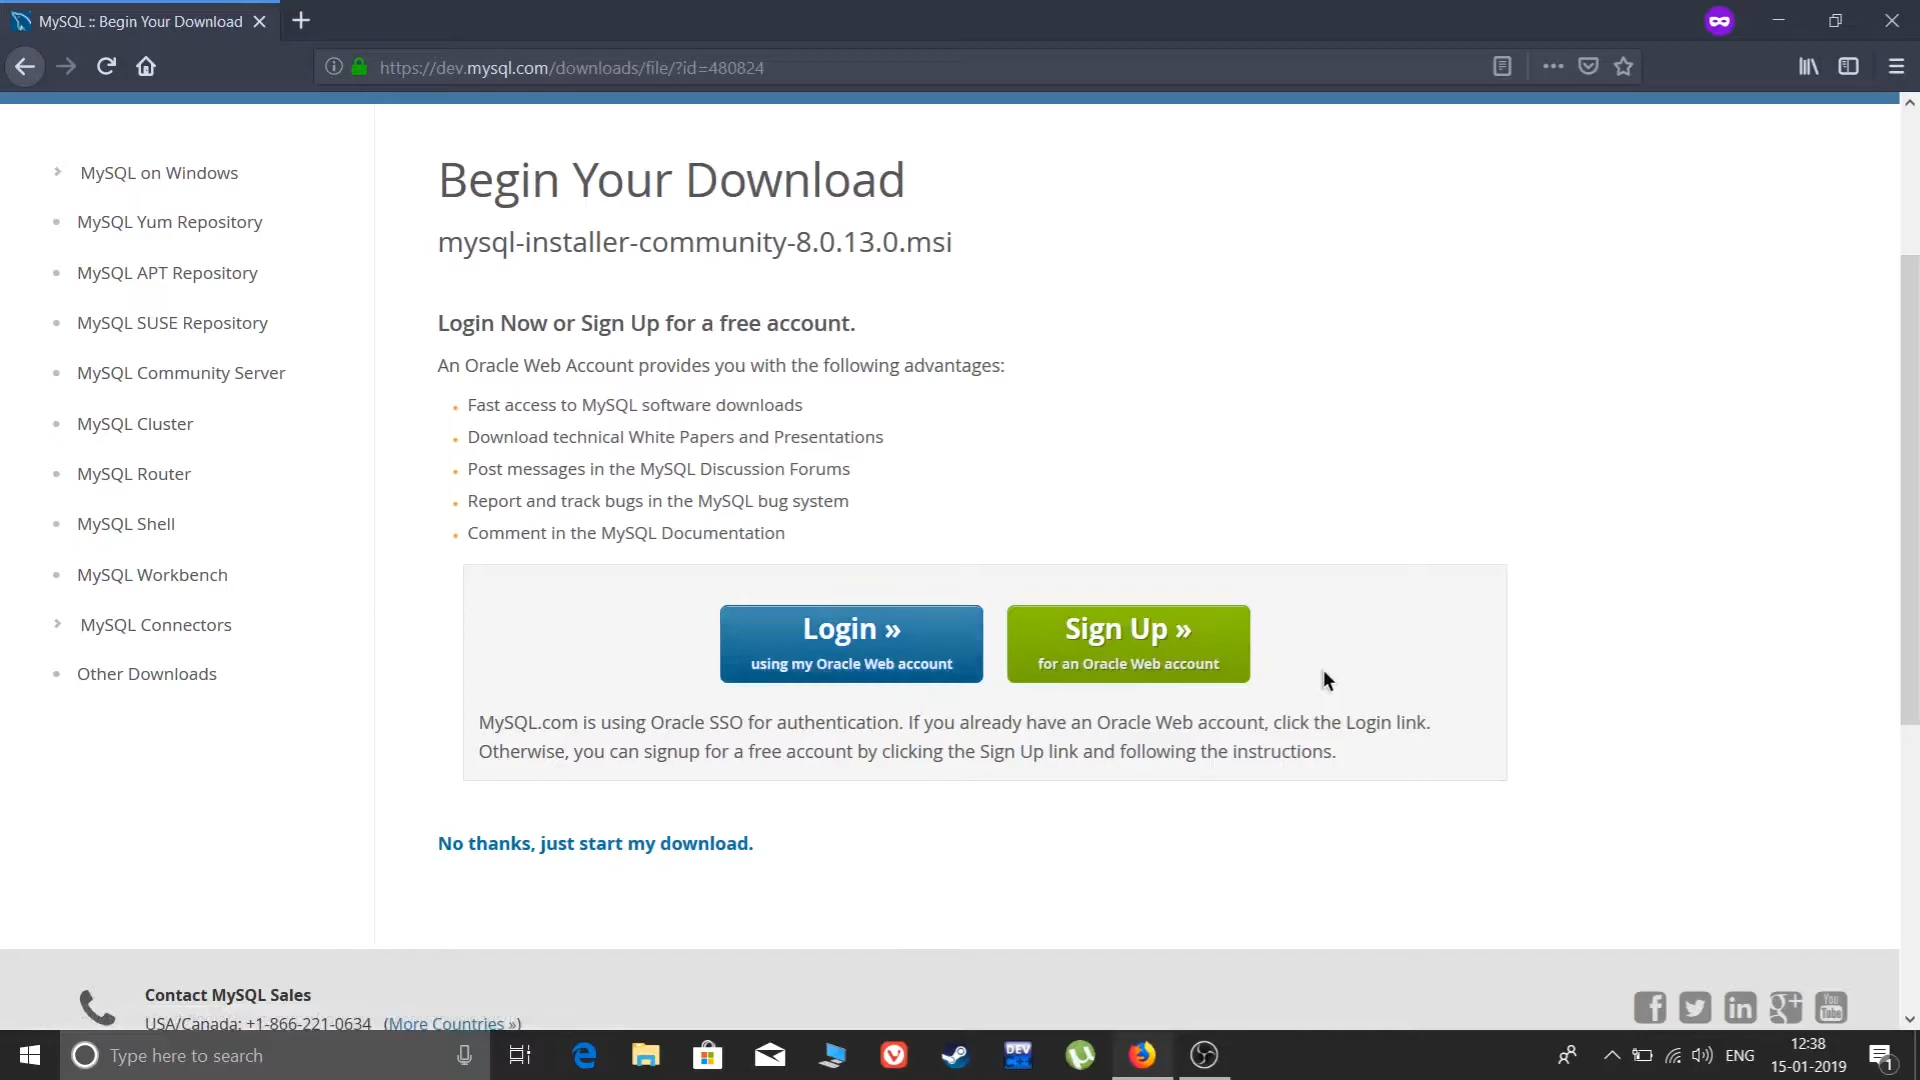 MySQL :: Begin Your Download
https://dev.mysql.com/downloads/file/?id=480824
MySQL on Windows
MySQL Yum Repository
MySQL APT Repository
MySQL SUSE Repository
MySQL Community Server
MySQL Cluster
MySQL Router
MySQL Shell
MySQL Workbench
MySQL Connectors
Other Downloads
Begin Your Download
mysql-installer-community-8.0.13.0.msi
Login Now or Sign Up for a free account.
An Oracle Web Account provides you with the following advantages:
Fast access to MySQL software downloads
Download technical White Papers and Presentations
Post messages in the MySQL Discussion Forums
Report and track bugs in the MySQL bug system
Comment in the MySQL Documentation
Login »
using my Oracle Web account
Sign Up »
for an Oracle Web account
MySQL.com is using Oracle SSO for authentication. If you already have an Oracle Web account, click the Login link.
Otherwise, you can signup for a free account by clicking the Sign Up link and following the instructions.
No thanks, just start my download.
Contact MySQL Sales
USA/Canada: +1-866-221-0634 (More Countries »)
You Tube
Type here to search
DEV
ENG
12:38
15-01-2019
1